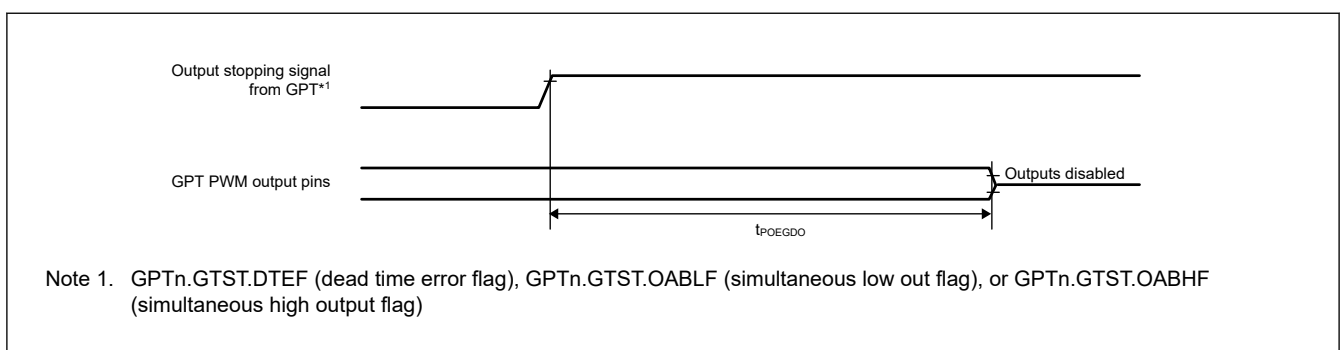 Output stopping signal
from GPT*1
GPT PWM output pins
Outputs disabled
tPOEGDO
Note 1. GPTn.GTST.DTEF (dead time error flag), GPTn.GTST.OABLF (simultaneous low out flag), or GPTn.GTST.OABHF
(simultaneous high output flag)